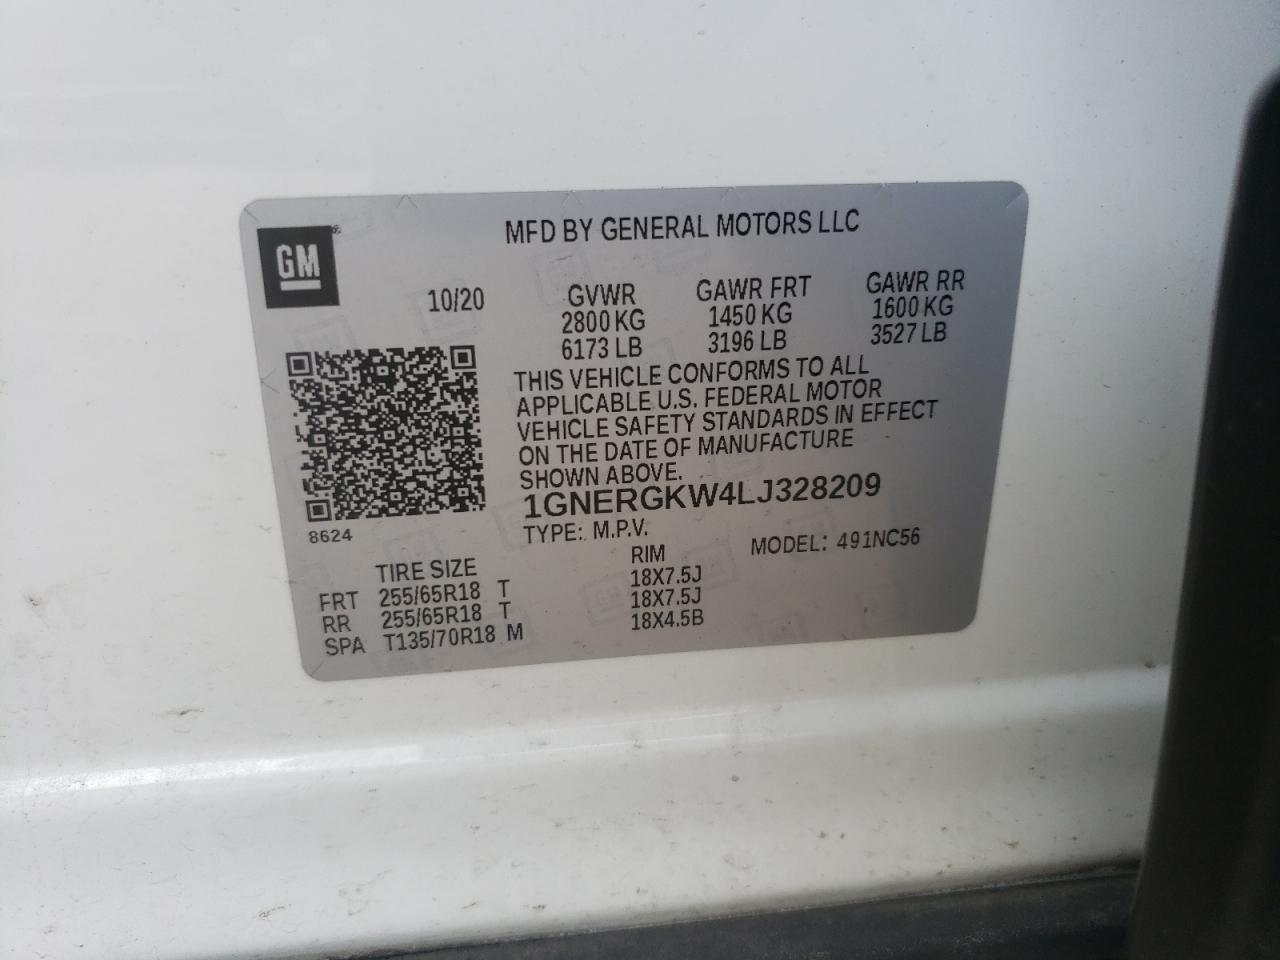 MFD BY GENERAL MOTORS LLC
GM®
10/20
GVWR GAWR FRT GAWR RR
2800 KG 1450 KG 1600 KG
6173 LB 3196 LB 3527 LB
THIS VEHICLE CONFORMS TO ALL
APPLICABLE U.S. FEDERAL MOTOR
VEHICLE SAFETY STANDARDS IN EFFECT
ON THE DATE OF MANUFACTURE
SHOWN ABOVE.
1GNERGKW4LJ328209
8624
TYPE: M.P.V. MODEL: 491NC56
TIRE SIZE RIM
FRT 255/65R18 T 18X7.5J
RR 255/65R18 T 18X7.5J
SPA T135/70R18 M 18X4.5B